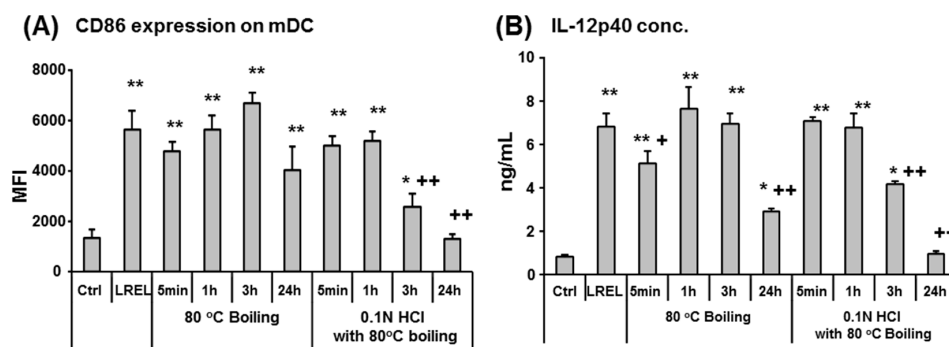 (A) CD86 expression on mDC
8000
6000
4000
2000
0
MFI
**
**
**
**
**
**
**
* ++
++
Ctrl LREL 5min 1h 3h 24h 5min 1h 3h 24h
80 °C Boiling
0.1N HCl
with 80°C boiling
(B) IL-12p40 conc.
10
8
6
4
2
0
ng/mL
**
** +
**
**
* ++
**
**
* ++
++
Ctrl LREL 5min 1h 3h 24h 5min 1h 3h 24h
80 °C Boiling
0.1N HCl
with 80 °C boiling